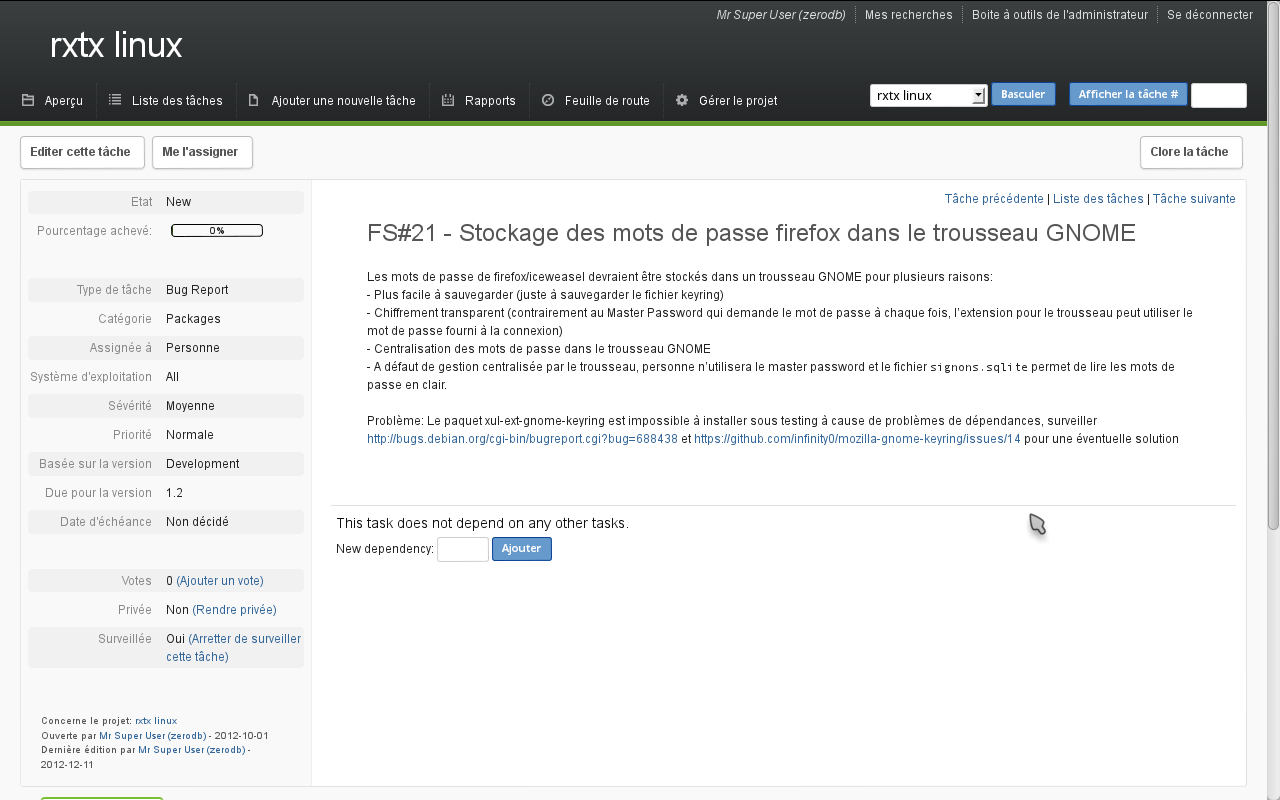 Mr Super User (zerodb) Mes recherches Boite à outils de l'administrateur Se déconnecter
rxtx linux
Aperçu Liste des tâches Ajouter une nouvelle tâche Rapports Feuille de route Gérer le projet rxtx linux Basculer Afficher la tâche #
Editer cette tâche Me l'assigner Clore la tâche
Etat New
Pourcentage achevé: 0%
Type de tâche Bug Report
Catégorie Packages
Assignée à Personne
Système d'exploitation All
Sévérité Moyenne
Priorité Normale
Basée sur la version Development
Due pour la version 1.2
Date d'échéance Non décidé
Votes 0 (Ajouter un vote)
Privée Non (Rendre privée)
Surveillée Oui (Arretter de surveiller
cette tâche)
Concerne le projet: rxtx linux
Ouverte par Mr Super User (zerodb) - 2012-10-01
Dernière édition par Mr Super User (zerodb) -
2012-12-11
Tâche précédente | Liste des tâches | Tâche suivante
FS#21 - Stockage des mots de passe firefox dans le trousseau GNOME
Les mots de passe de firefox/iceweasel devraient être stockés dans un trousseau GNOME pour plusieurs raisons:
- Plus facile à sauvegarder (juste à sauvegarder le fichier keyring)
- Chiffrement transparent (contrairement au Master Password qui demande le mot de passe à chaque fois, l'extension pour le trousseau peut utiliser le
mot de passe fourni à la connexion)
- Centralisation des mots de passe dans le trousseau GNOME
- A défaut de gestion centralisée par le trousseau, personne n'utilisera le master password et le fichier signons.sqlite permet de lire les mots de
passe en clair.
Problème: Le paquet xul-ext-gnome-keyring est impossible à installer sous testing à cause de problèmes de dépendances, surveiller
http://bugs.debian.org/cgi-bin/bugreport.cgi?bug=688438 et https://github.com/infinity0/mozilla-gnome-keyring/issues/14 pour une éventuelle solution
This task does not depend on any other tasks.
New dependency: Ajouter